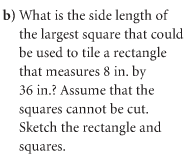 b) What is the side length of
the largest square that could
be used to tile a rectangle
that measures 8 in. by
36 in.? Assume that the
squares cannot be cut.
Sketch the rectangle and
squares.